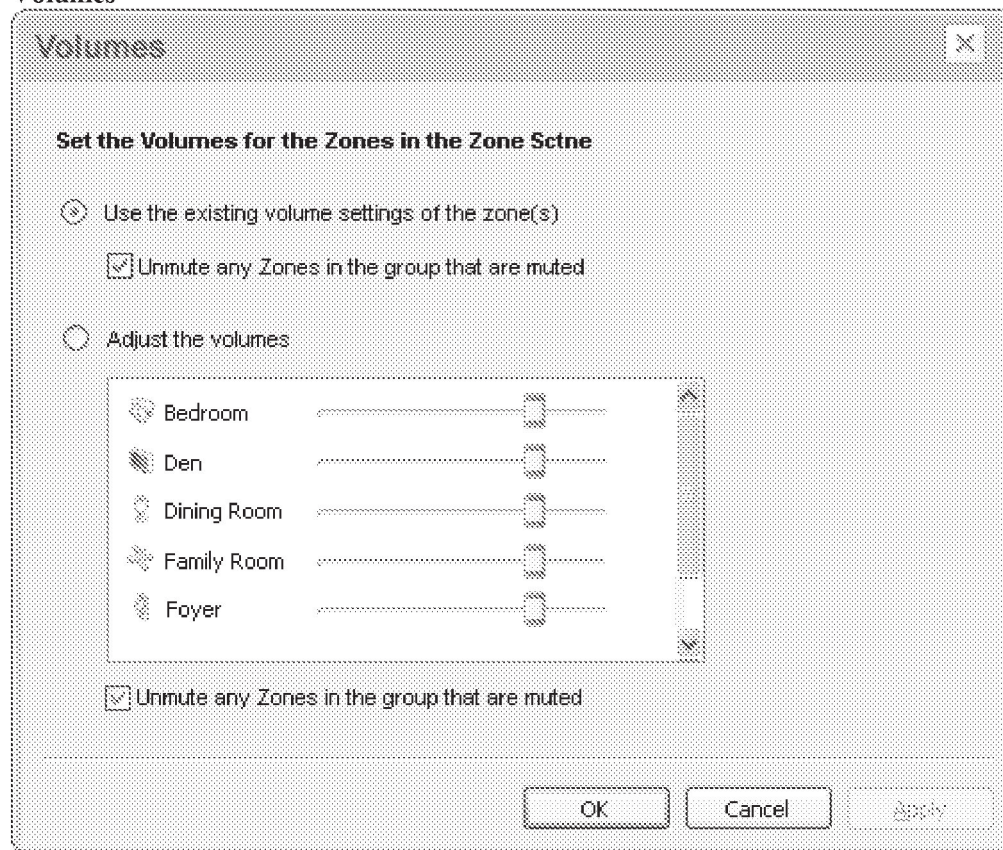 Volumes
Volumes
Set the Volumes for the Zones in the Zone Sctne
Use the existing volume settings of the zone(s)
Unmute any Zones in the group that are muted
Adjust the volumes
Bedroom
Den
Dining Room
Family Room
Foyer
Unmute any Zones in the group that are muted
OK Cancel Apply